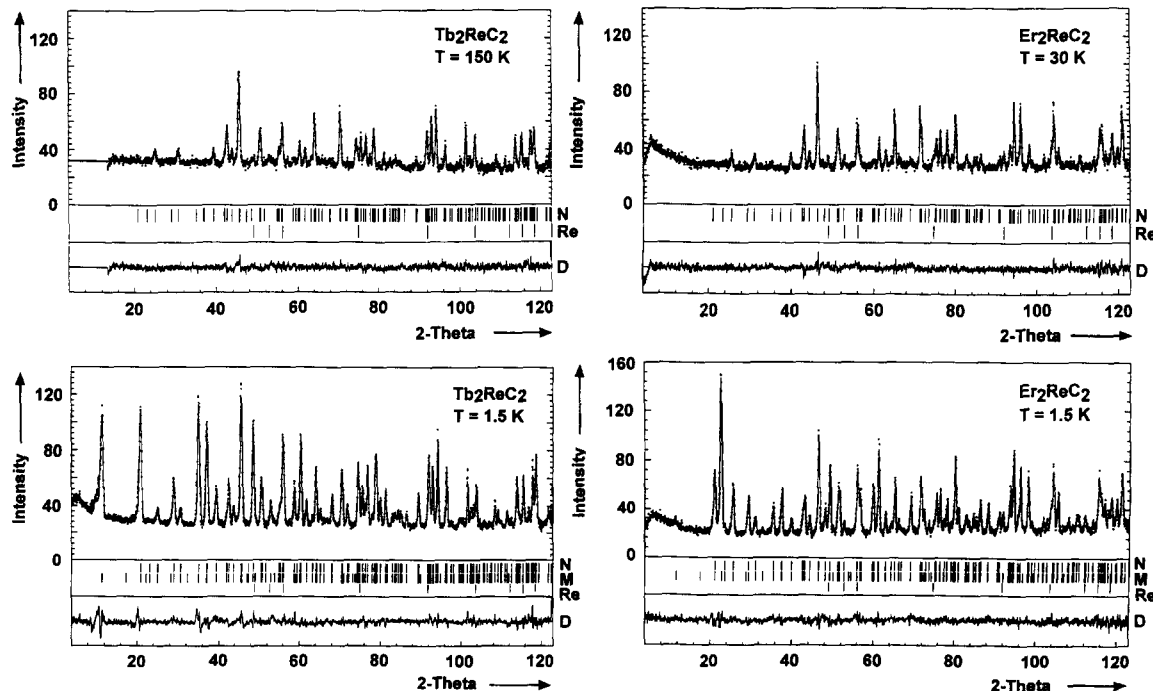 Tb2ReC2
T = 150 K
Intensity
120
80
40
0
N
Re
D
20 40 60 80 100 120
2-Theta
Er2ReC2
T = 30 K
Intensity
120
80
40
0
N
Re
D
20 40 60 80 100 120
2-Theta
Tb2ReC2
T = 1.5 K
Intensity
120
80
40
0
N
M
Re
D
20 40 60 80 100 120
2-Theta
Er2ReC2
T = 1.5 K
Intensity
160
120
80
40
0
N
M
Re
D
20 40 60 80 100 120
2-Theta